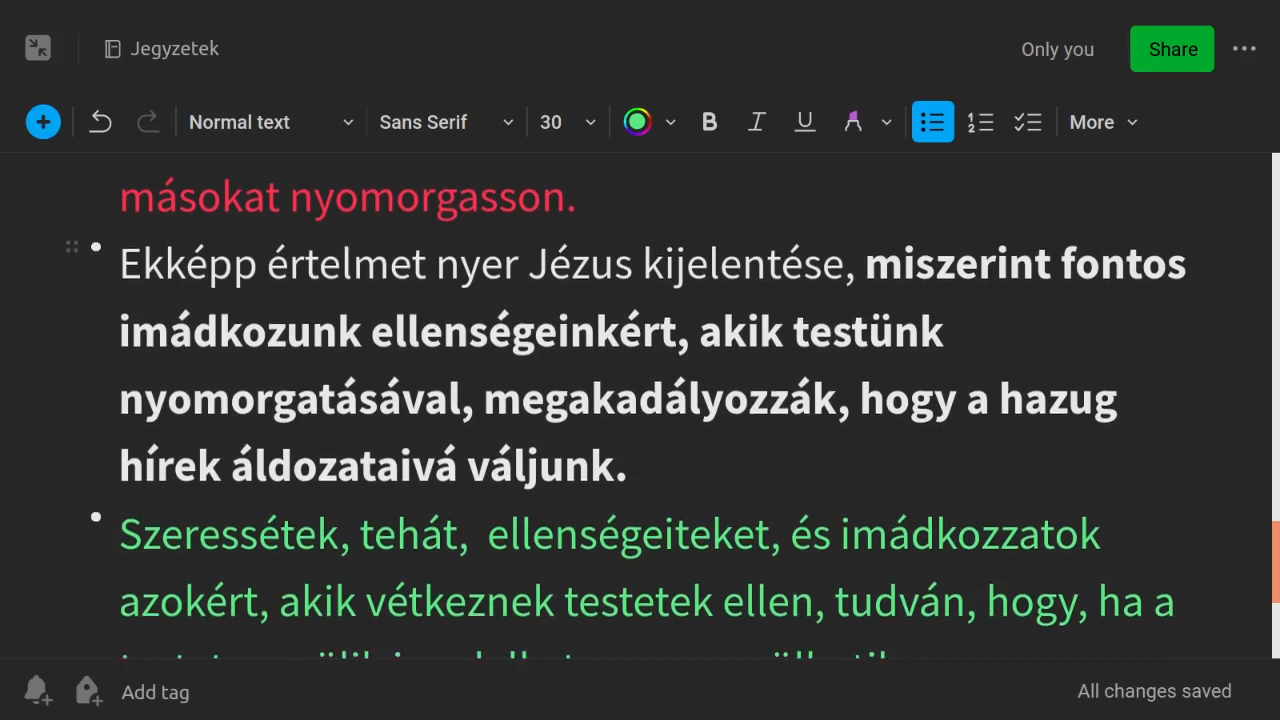 Jegyzetek
Only you
Share
Normal text
Sans Serif
30
B
I
U
More
másokat nyomorgasson.
Ekképp értelmet nyer Jézus kijelentése, miszerint fontos
imádkozunk ellenségeinkért, akik testünk
nyomorgatásával, megakadályozzák, hogy a hazug
hírek áldozataivá váljunk.
Szeressétek, tehát,  ellenségeiteket, és imádkozzatok
azokért, akik vétkeznek testetek ellen, tudván, hogy, ha a
Add tag
All changes saved